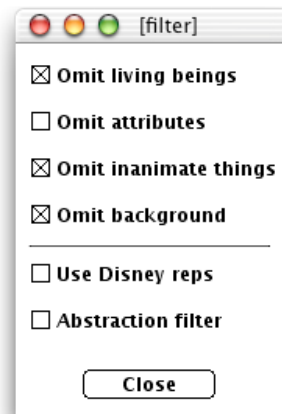 [filter]
Omit living beings
Omit attributes
Omit inanimate things
Omit background
Use Disney reps
Abstraction filter
Close